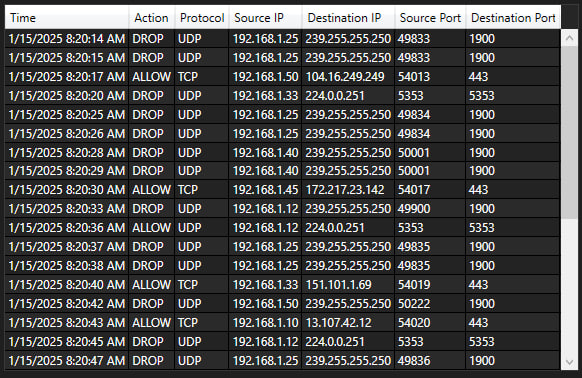 Time Action Protocol Source IP Destination IP Source Port Destination Port
1/15/2025 8:20:14 AM DROP UDP 192.168.1.25 239.255.255.250 49833 1900
1/15/2025 8:20:15 AM DROP UDP 192.168.1.25 239.255.255.250 49833 1900
1/15/2025 8:20:17 AM ALLOW TCP 192.168.1.50 104.16.249.249 54013 443
1/15/2025 8:20:20 AM DROP UDP 192.168.1.33 224.0.0.251 5353 5353
1/15/2025 8:20:25 AM DROP UDP 192.168.1.25 239.255.255.250 49834 1900
1/15/2025 8:20:26 AM DROP UDP 192.168.1.25 239.255.255.250 49834 1900
1/15/2025 8:20:28 AM DROP UDP 192.168.1.40 239.255.255.250 50001 1900
1/15/2025 8:20:29 AM DROP UDP 192.168.1.40 239.255.255.250 50001 1900
1/15/2025 8:20:30 AM ALLOW TCP 192.168.1.45 172.217.23.142 54017 443
1/15/2025 8:20:33 AM DROP UDP 192.168.1.12 239.255.255.250 49900 1900
1/15/2025 8:20:36 AM ALLOW UDP 192.168.1.12 224.0.0.251 5353 5353
1/15/2025 8:20:37 AM DROP UDP 192.168.1.25 239.255.255.250 49835 1900
1/15/2025 8:20:38 AM DROP UDP 192.168.1.25 239.255.255.250 49835 1900
1/15/2025 8:20:40 AM ALLOW TCP 192.168.1.33 151.101.1.69 54019 443
1/15/2025 8:20:42 AM DROP UDP 192.168.1.50 239.255.255.250 50222 1900
1/15/2025 8:20:43 AM ALLOW TCP 192.168.1.10 13.107.42.12 54020 443
1/15/2025 8:20:45 AM DROP UDP 192.168.1.12 224.0.0.251 5353 5353
1/15/2025 8:20:47 AM DROP UDP 192.168.1.25 239.255.255.250 49836 1900